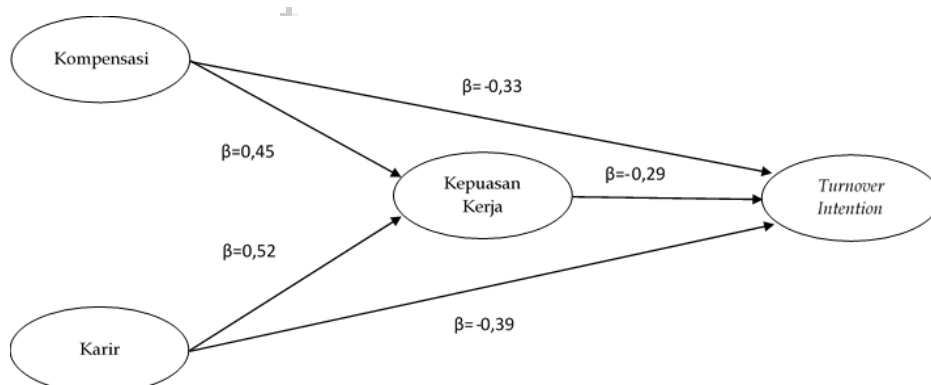 Kompensasi
β=-0,33
β=0,45
Kepuasan
Kerja
β=-0,29
Turnover
Intention
β=0,52
β=-0,39
Karir